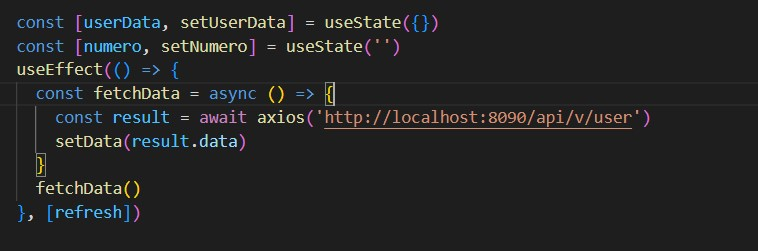 const [userData, setUserData] = useState({})
const [numero, setNumero] = useState('')
useEffect(() => {
  const fetchData = async () => {
    const result = await axios('http://localhost:8090/api/v/user')
    setData(result.data)
  }
  fetchData()
}, [refresh])